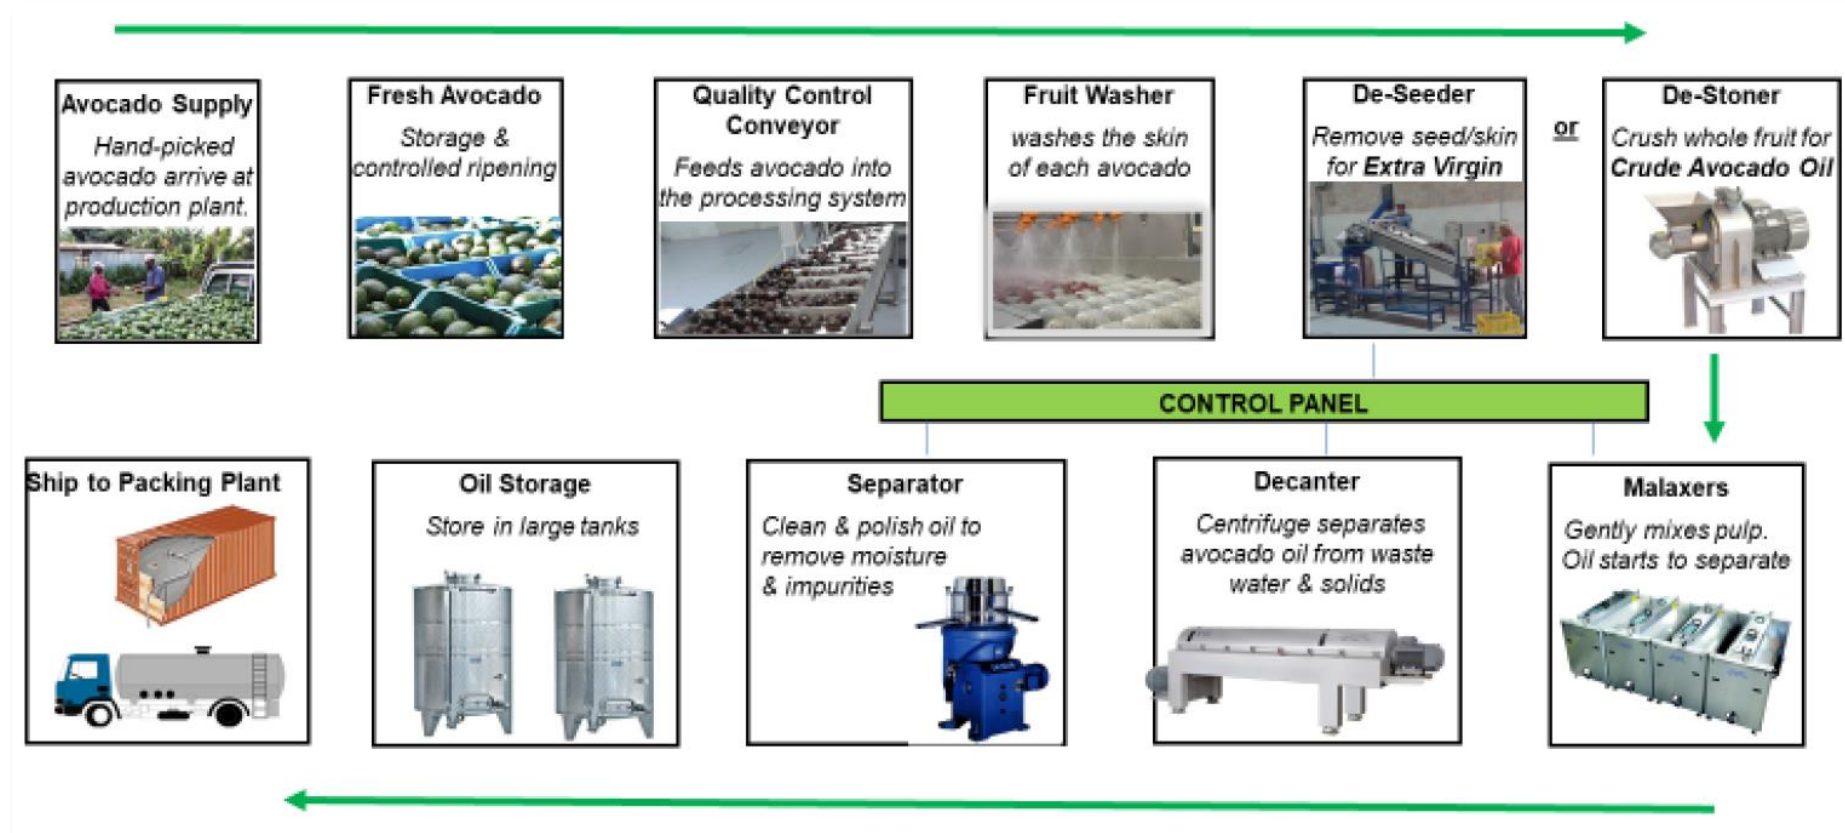 Avocado Supply
Hand-picked
avocado arrive at
production plant.
Fresh Avocado
Storage &
controlled ripening
Quality Control
Conveyor
Feeds avocado into
the processing system
Fruit Washer
washes the skin
of each avocado
De-Seeder
Remove seed/skin
for Extra Virgin
or
De-Stoner
Crush whole fruit for
Crude Avocado Oil
CONTROL PANEL
Ship to Packing Plant
Oil Storage
Store in large tanks
Separator
Clean & polish oil to
remove moisture
& impurities
Decanter
Centrifuge separates
avocado oil from waste
water & solids
Malaxers
Gently mixes pulp.
Oil starts to separate